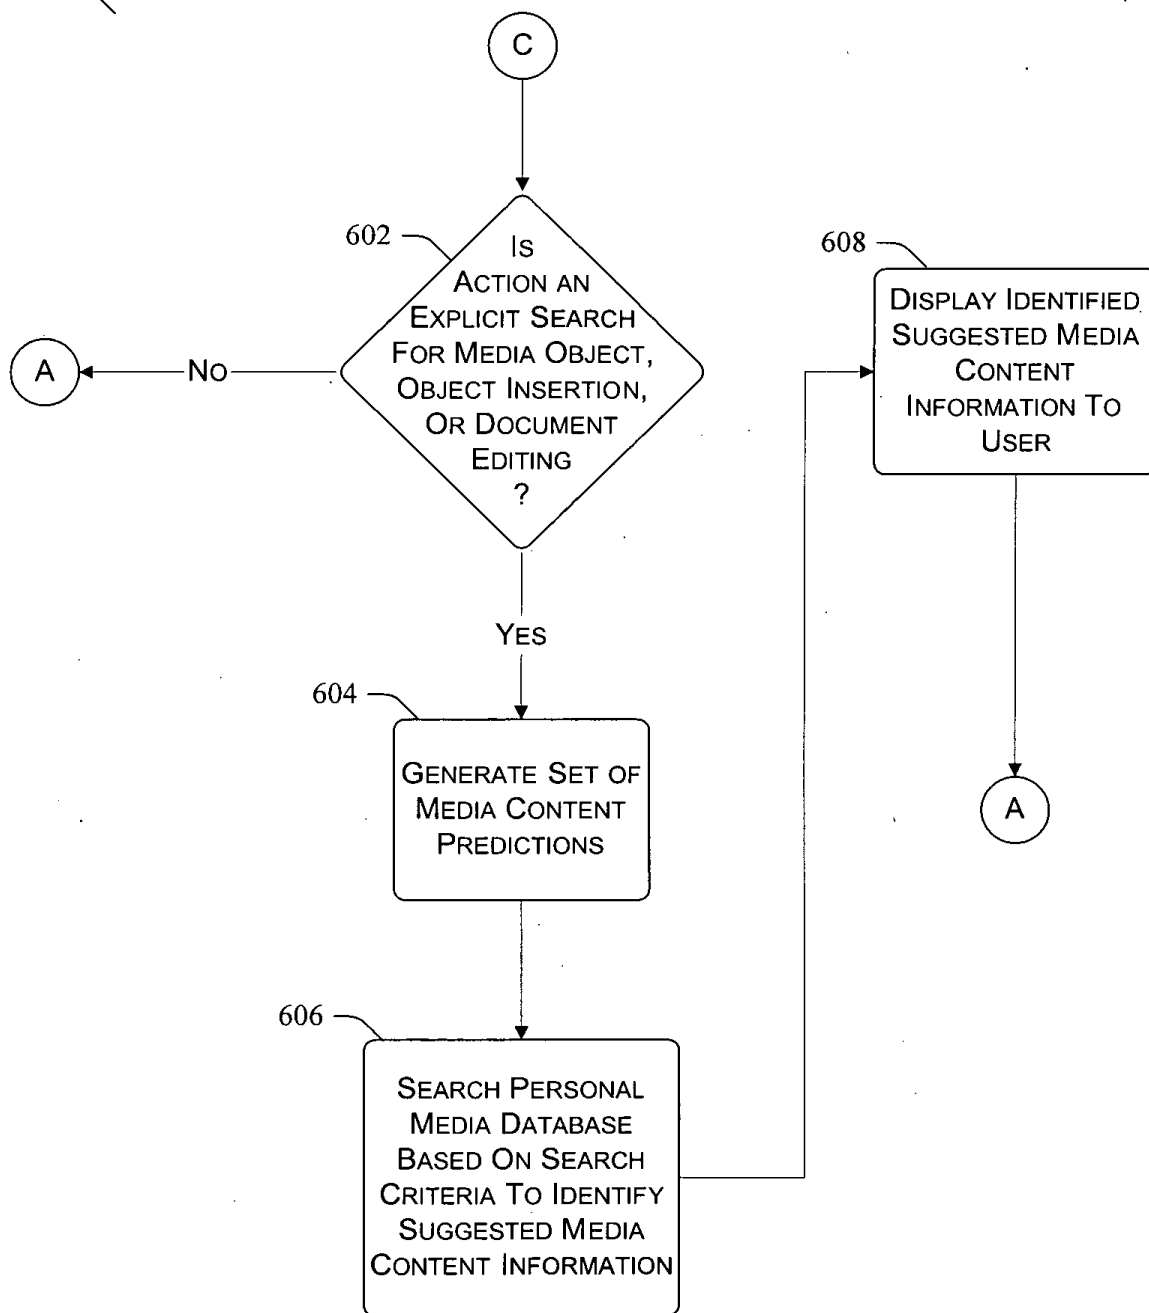 C
602
IS
ACTION AN
EXPLICIT SEARCH
FOR MEDIA OBJECT,
OBJECT INSERTION,
OR DOCUMENT
EDITING
?
NO
A
YES
604
GENERATE SET OF
MEDIA CONTENT
PREDICTIONS
606
SEARCH PERSONAL
MEDIA DATABASE
BASED ON SEARCH
CRITERIA TO IDENTIFY
SUGGESTED MEDIA
CONTENT INFORMATION
608
DISPLAY IDENTIFIED
SUGGESTED MEDIA
CONTENT
INFORMATION TO
USER
A